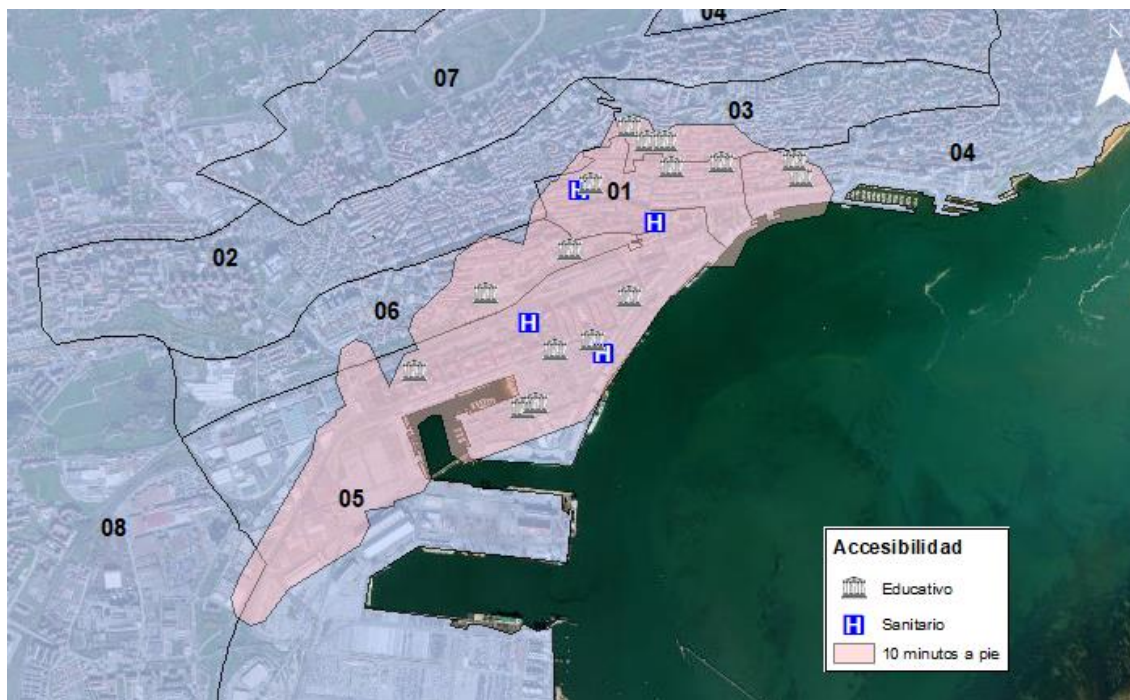 04
N
07
03
04
01
H
H
02
06
H
H
05
08
Accesibilidad
Educativo
H Sanitario
10 minutos a pie